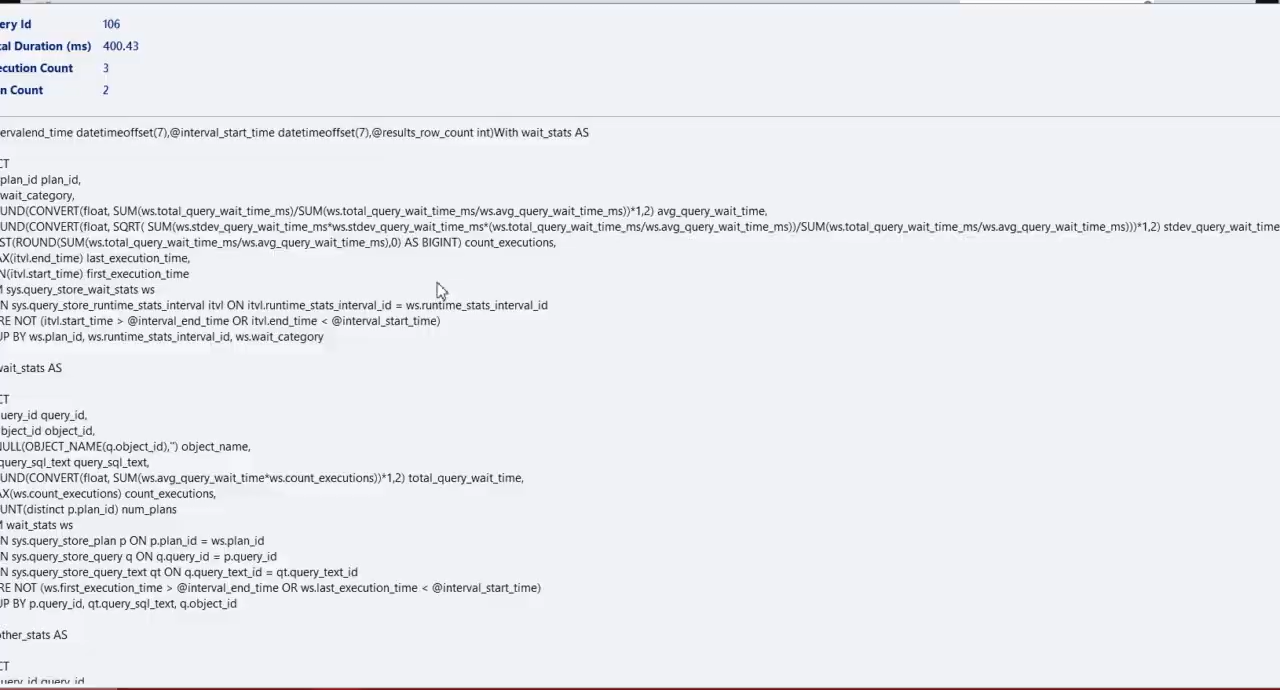 ery Id 106
al Duration (ms) 400.43
ecution Count 3
n Count 2
ervalend_time datetimeoffset(7),@interval_start_time datetimeoffset(7),@results_row_count int)With wait_stats AS
CT
plan_id plan_id,
wait_category,
UND(CONVERT(float, SUM(ws.total_query_wait_time_ms)/SUM(ws.total_query_wait_time_ms/ws.avg_query_wait_time_ms))*1,2) avg_query_wait_time,
UND(CONVERT(float, SQRT( SUM(ws.stdev_query_wait_time_ms*ws.stdev_query_wait_time_ms*(ws.total_query_wait_time_ms/ws.avg_query_wait_time_ms))/SUM(ws.total_query_wait_time_ms/ws.avg_query_wait_time_ms)))*1,2) stdev_query_wait_time
ST(ROUND(SUM(ws.total_query_wait_time_ms/ws.avg_query_wait_time_ms),0) AS BIGINT) count_executions,
AX(itvl.end_time) last_execution_time,
N(itvl.start_time) first_execution_time
M sys.query_store_wait_stats ws
N sys.query_store_runtime_stats_interval itvl ON itvl.runtime_stats_interval_id = ws.runtime_stats_interval_id
RE NOT (itvl.start_time > @interval_end_time OR itvl.end_time < @interval_start_time)
UP BY ws.plan_id, ws.runtime_stats_interval_id, ws.wait_category
wait_stats AS
CT
uery_id query_id,
bject_id object_id,
NULL(OBJECT_NAME(q.object_id),'') object_name,
query_sql_text query_sql_text,
UND(CONVERT(float, SUM(ws.avg_query_wait_time*ws.count_executions))*1,2) total_query_wait_time,
AX(ws.count_executions) count_executions,
UNT(distinct p.plan_id) num_plans
M wait_stats ws
N sys.query_store_plan p ON p.plan_id = ws.plan_id
N sys.query_store_query q ON q.query_id = p.query_id
N sys.query_store_query_text qt ON q.query_text_id = qt.query_text_id
RE NOT (ws.first_execution_time > @interval_end_time OR ws.last_execution_time < @interval_start_time)
UP BY p.query_id, qt.query_sql_text, q.object_id
other_stats AS
CT
uery_id query_id